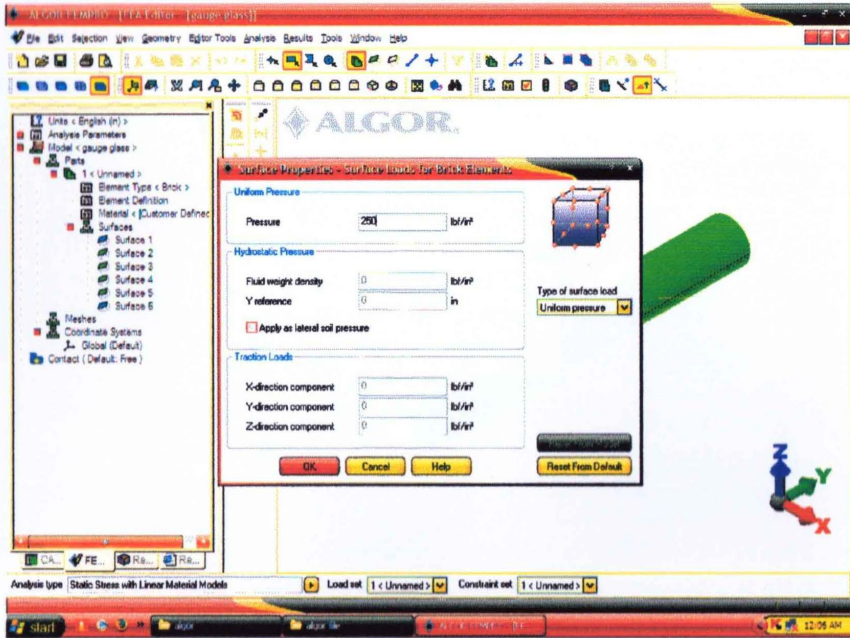 ALGOR FEMPRO - [FEA Editor - [gauge glass]]
File Edit Selection View Geometry Editor Tools Analysis Results Tools Window Help
Units < English (in) >
Analysis Parameters
Model < gauge glass >
Parts
1 < Unnamed >
Element Type < Brick >
Element Definition
Material < [Customer Defined
Surfaces
Surface 1
Surface 2
Surface 3
Surface 4
Surface 5
Surface 6
Meshes
Coordinate Systems
Global (Default)
Contact ( Default: Free )
ALGOR.
Surface Properties - Surface Loads for Brick Elements
Uniform Pressure
Pressure 250 lbf/in²
Hydrostatic Pressure
Fluid weight density 0 lbf/in³
Y reference 0 in
Apply as lateral soil pressure
Type of surface load
Uniform pressure
Traction Loads
X-direction component 0 lbf/in²
Y-direction component 0 lbf/in²
Z-direction component 0 lbf/in²
OK Cancel Help
Reset From Default
Z
Y
X
CA... FE... Re... Re...
Analysis type Static Stress with Linear Material Models Load set 1 < Unnamed > Constraint set 1 < Unnamed >
start algor algor file 12:06 AM